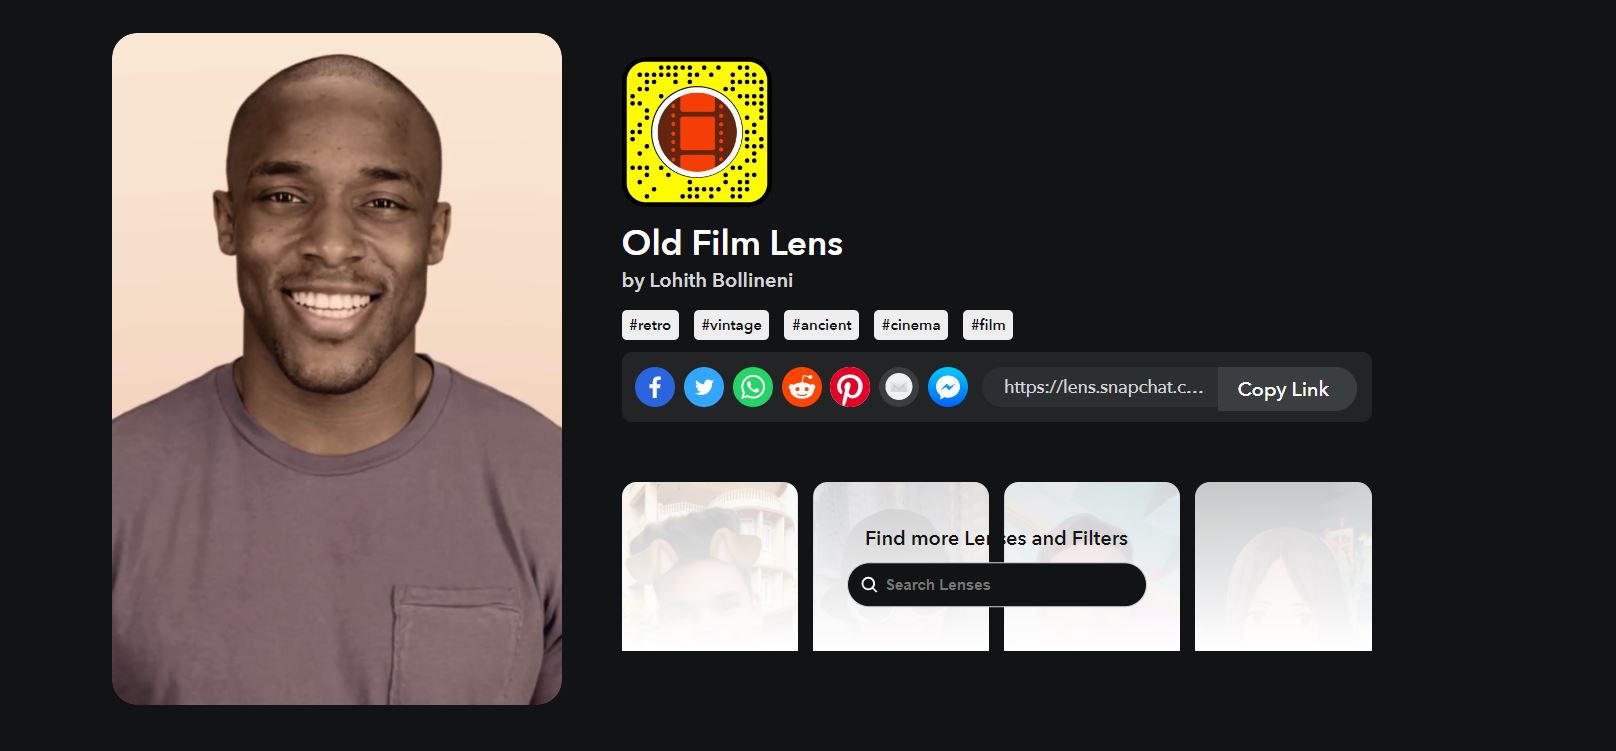 Old Film Lens
by Lohith Bollineni
#retro #vintage #ancient #cinema #film
https://lens.snapchat.c... Copy Link
Find more Lenses and Filters
Search Lenses